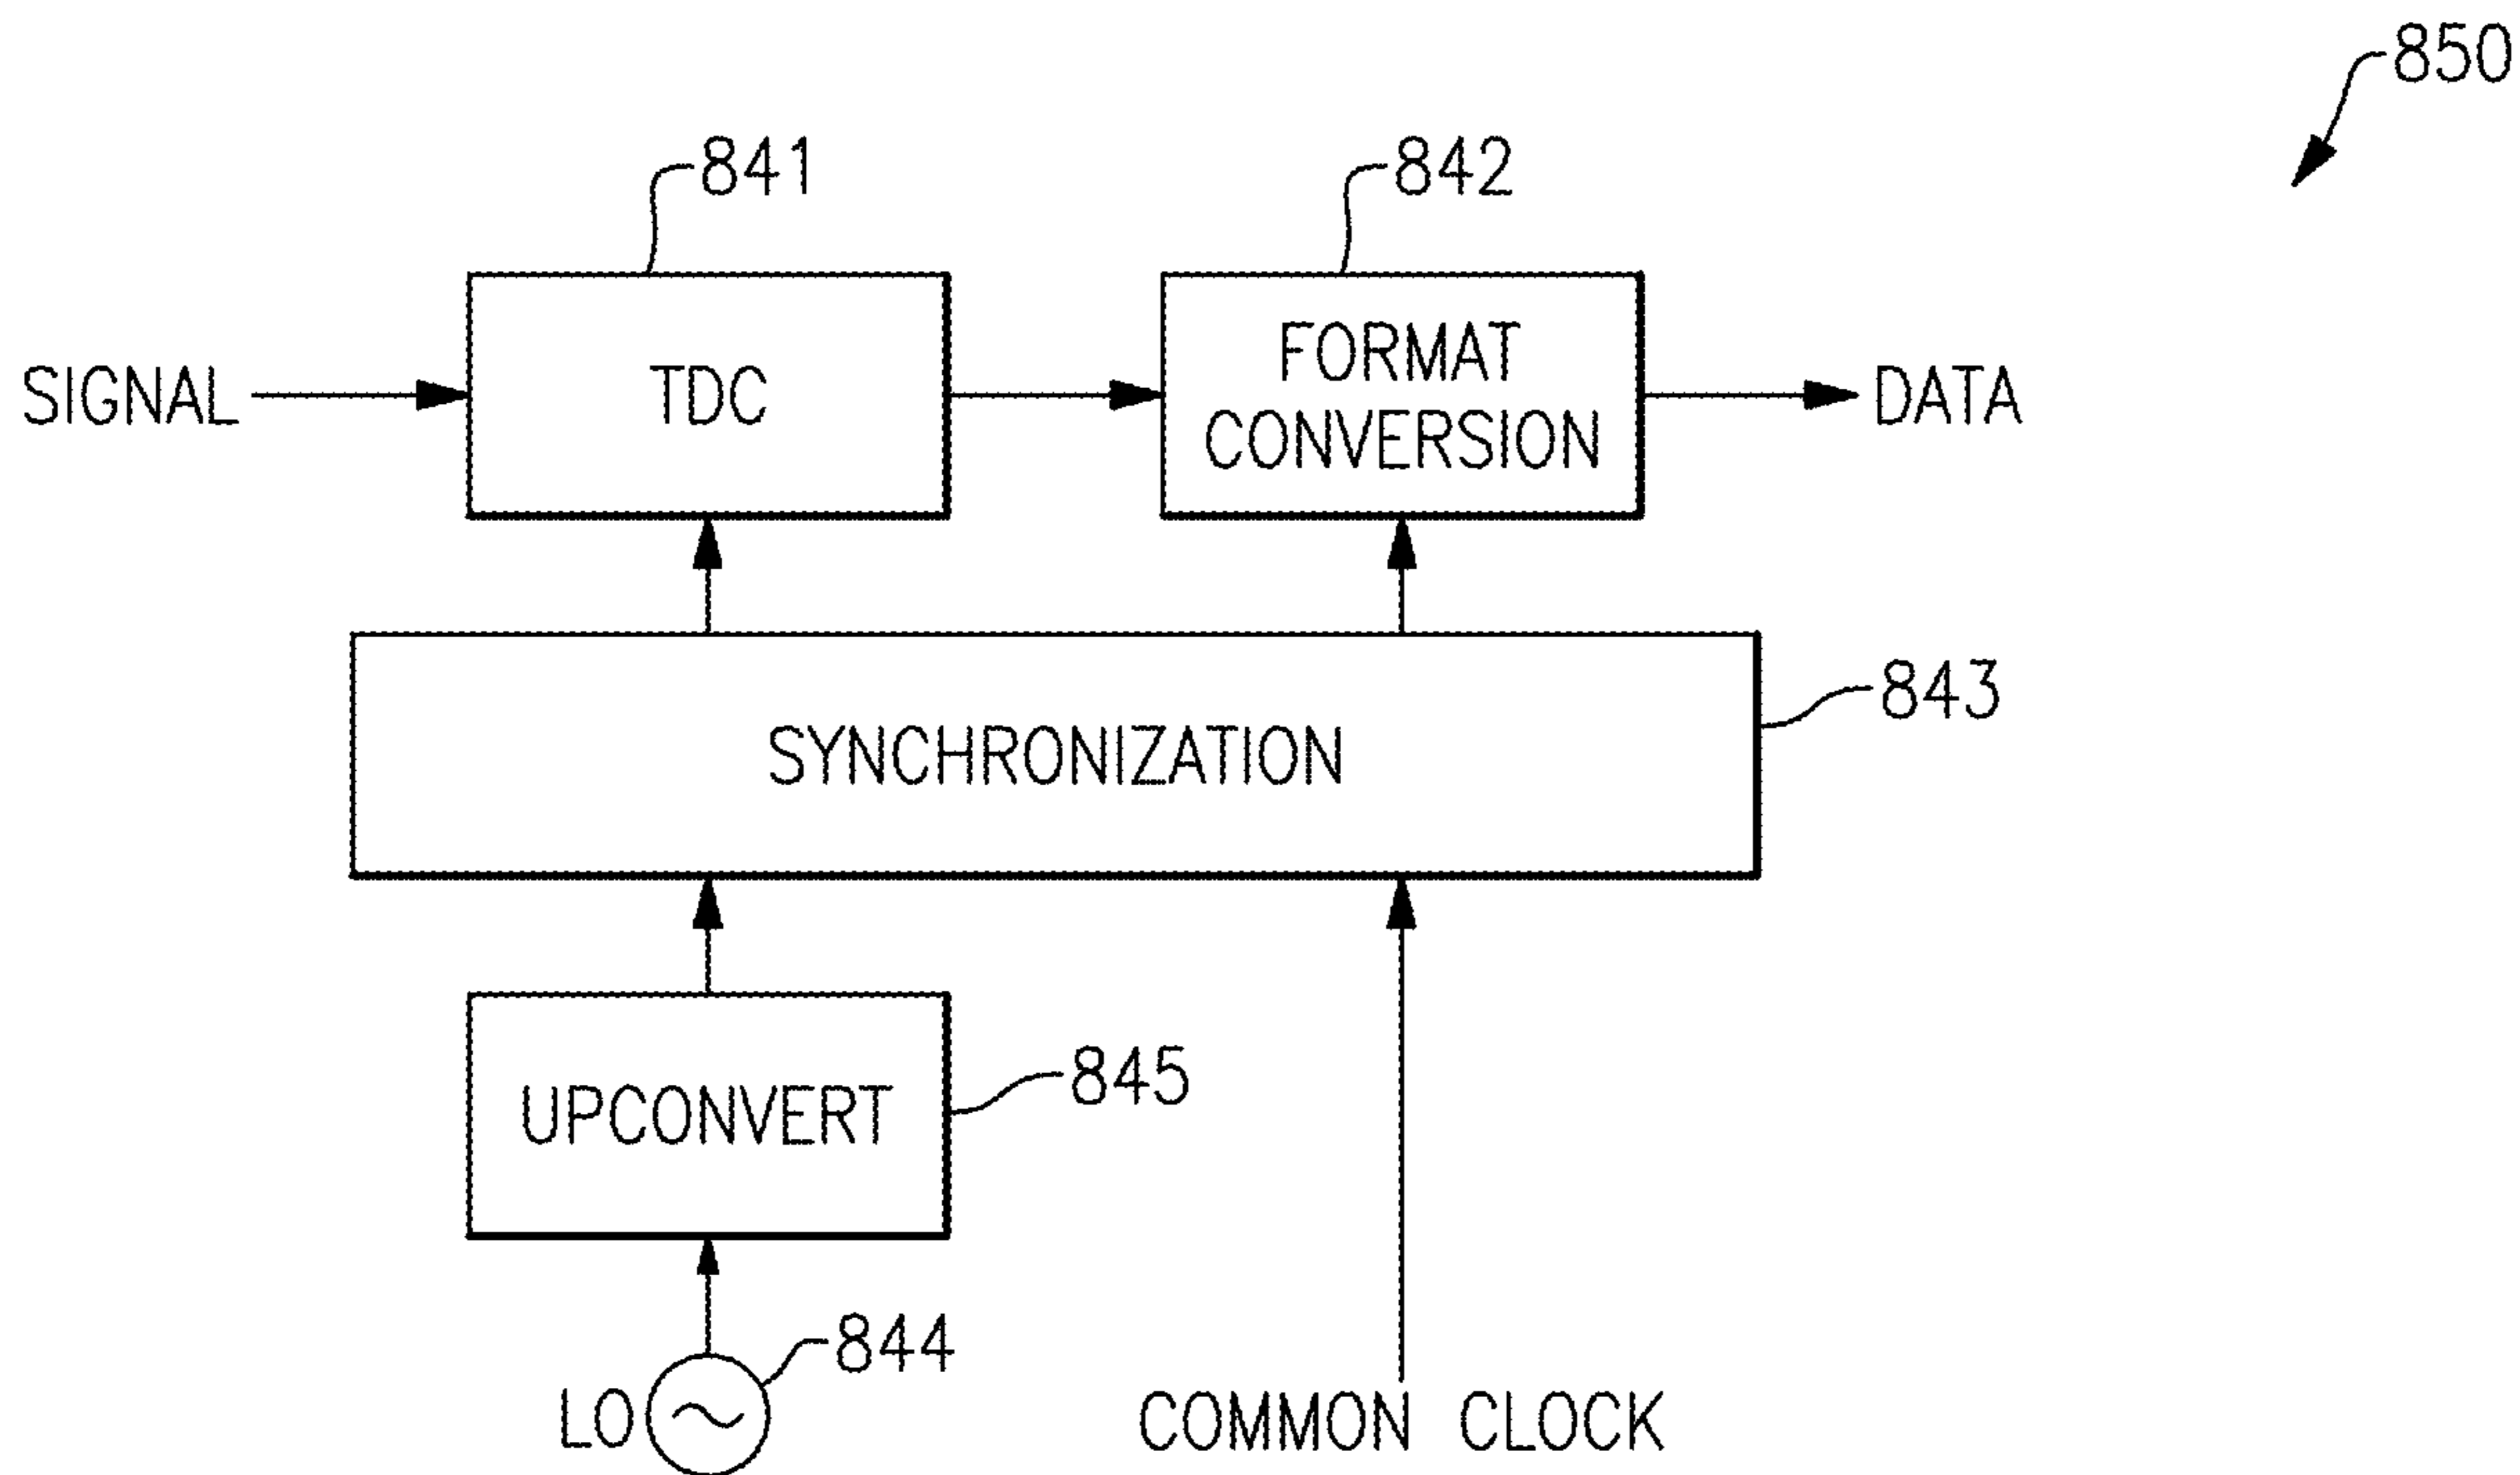 850
841
842
SIGNAL
TDC
FORMAT
CONVERSION
DATA
843
SYNCHRONIZATION
845
UPCONVERT
844
LO
COMMON CLOCK